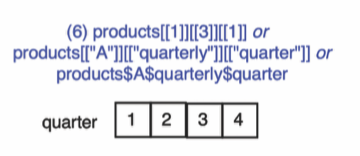 (6) products[[1]][[3]][[1]] or
products[["A"]][["quarterly"]][["quarter"]] or
products$A$quarterly$quarter
quarter 1 2 3 4